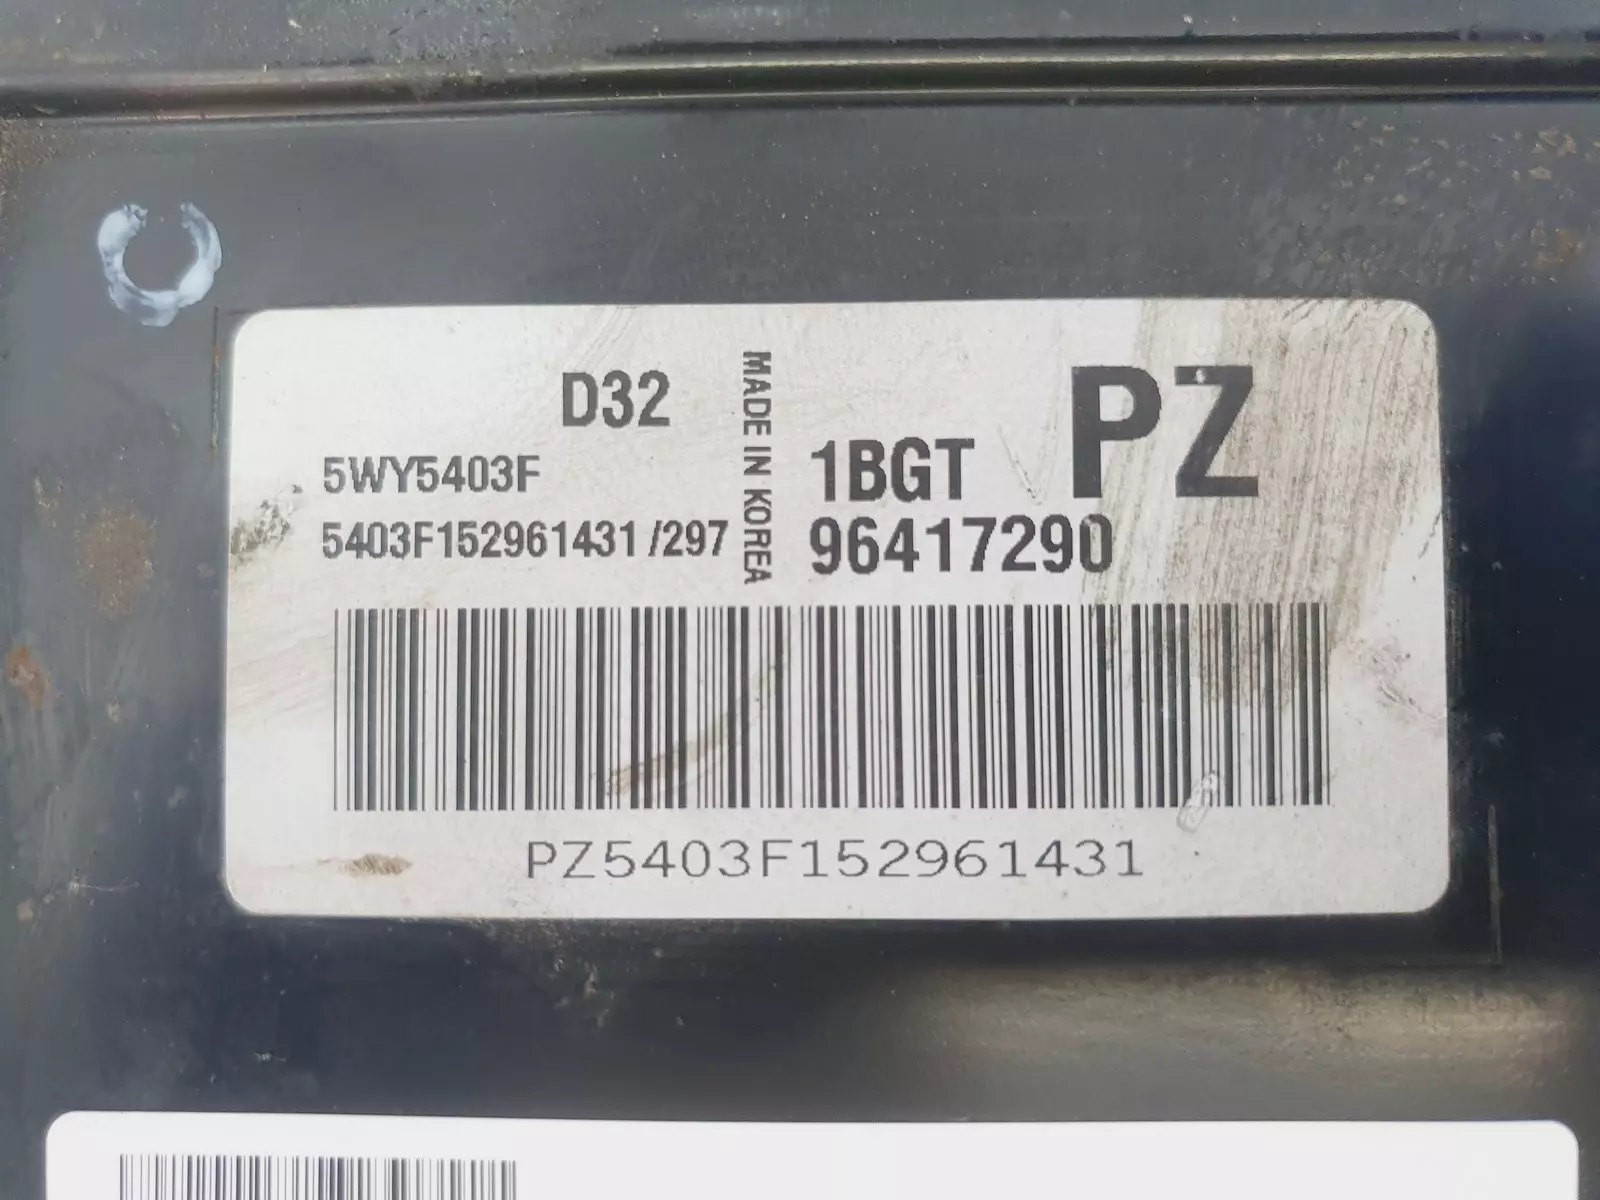 D32
5WY5403F
5403F152961431 /297
MADE IN KOREA
PZ
1BGT
96417290
PZ5403F152961431